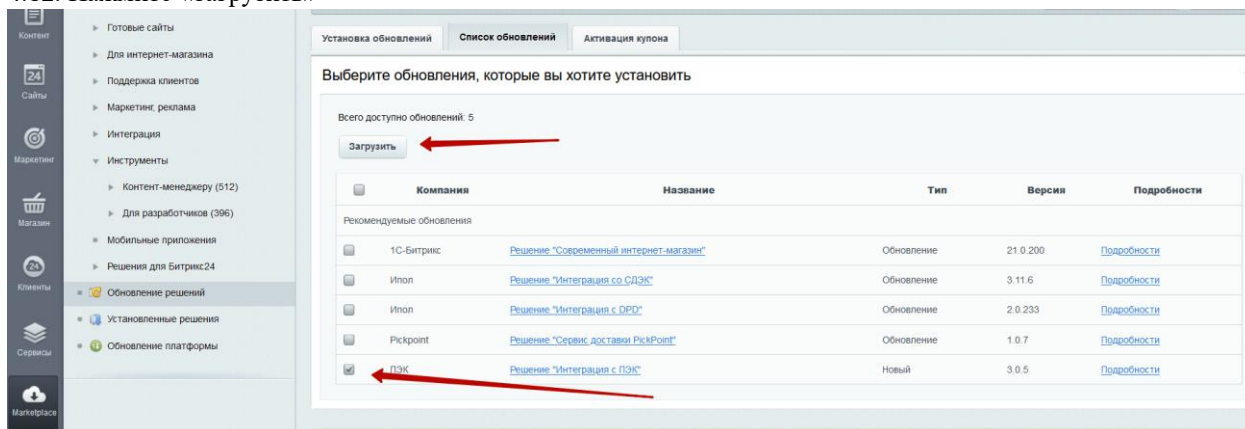 Контент
24
Сайты
Маркетинг
Магазин
24
Клиенты
Сервисы
Marketplace
Готовые сайты
Для интернет-магазина
Поддержка клиентов
Маркетинг, реклама
Интеграция
Инструменты
Контент-менеджеру (512)
Для разработчиков (396)
Мобильные приложения
Решения для Битрикс24
Обновление решений
Установленные решения
Обновление платформы
Установка обновлений Список обновлений Активация купона
Выберите обновления, которые вы хотите установить
Всего доступно обновлений: 5
Загрузить
Компания Название Тип Версия Подробности
Рекомендуемые обновления
1С-Битрикс Решение "Современный интернет-магазин" Обновление 21.0.200 Подробности
Ипол Решение "Интеграция со СДЭК" Обновление 3.11.6 Подробности
Ипол Решение "Интеграция с DPD" Обновление 2.0.233 Подробности
Pickpoint Решение "Сервис доставки PickPoint" Обновление 1.0.7 Подробности
ПЭК Решение "Интеграция с ПЭК" Новый 3.0.5 Подробности